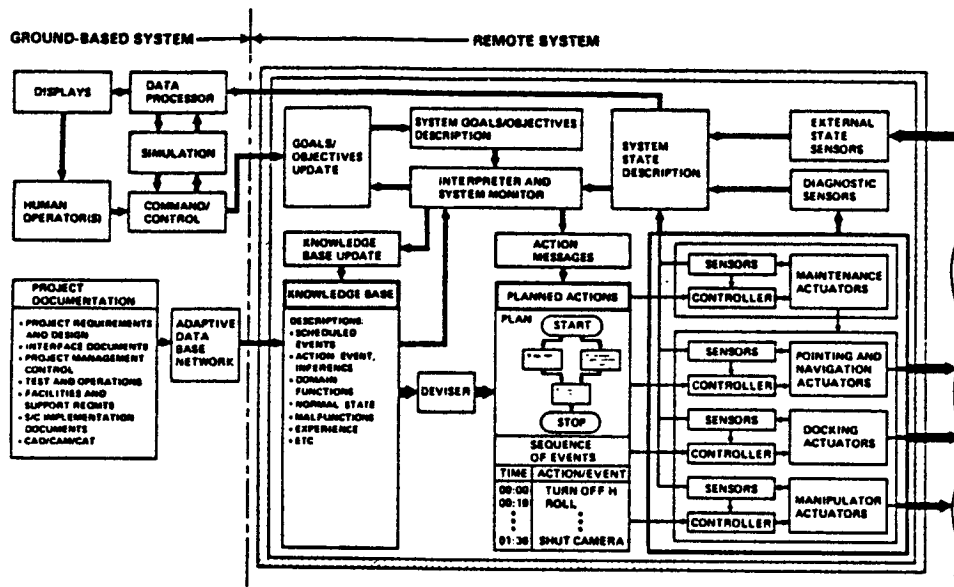 GROUND-BASED SYSTEM
REMOTE SYSTEM
DISPLAYS
DATA
PROCESSOR
SIMULATION
HUMAN
OPERATOR(S)
COMMAND/
CONTROL
GOALS/
OBJECTIVES
UPDATE
SYSTEM GOALS/OBJECTIVES
DESCRIPTION
INTERPRETER AND
SYSTEM MONITOR
SYSTEM
STATE
DESCRIPTION
EXTERNAL
STATE
SENSORS
DIAGNOSTIC
SENSORS
KNOWLEDGE
BASE UPDATE
ACTION
MESSAGES
PROJECT
DOCUMENTATION
• PROJECT REQUIREMENTS
AND DESIGN
• INTERFACE DOCUMENTS
• PROJECT MANAGEMENT
CONTROL
• TEST AND OPERATIONS
• FACILITIES AND
SUPPORT REQMTS
• S/C IMPLEMENTATION
DOCUMENTS
• CAD/CAM/CAT
ADAPTIVE
DATA
BASE
NETWORK
KNOWLEDGE BASE
DESCRIPTIONS:
• SCHEDULED
EVENTS
• ACTION EVENT,
INFERENCE
• DOMAIN
FUNCTIONS
• NORMAL STATE
• MALFUNCTIONS
• EXPERIENCE
• ETC
DEVISER
PLANNED ACTIONS
PLAN
START
STOP
SEQUENCE
OF EVENTS
TIME ACTION/EVENT
00:00 TURN OFF H
00:10 ROLL
01:30 SHUT CAMERA
SENSORS
CONTROLLER
MAINTENANCE
ACTUATORS
SENSORS
CONTROLLER
POINTING AND
NAVIGATION
ACTUATORS
SENSORS
CONTROLLER
DOCKING
ACTUATORS
SENSORS
CONTROLLER
MANIPULATOR
ACTUATORS